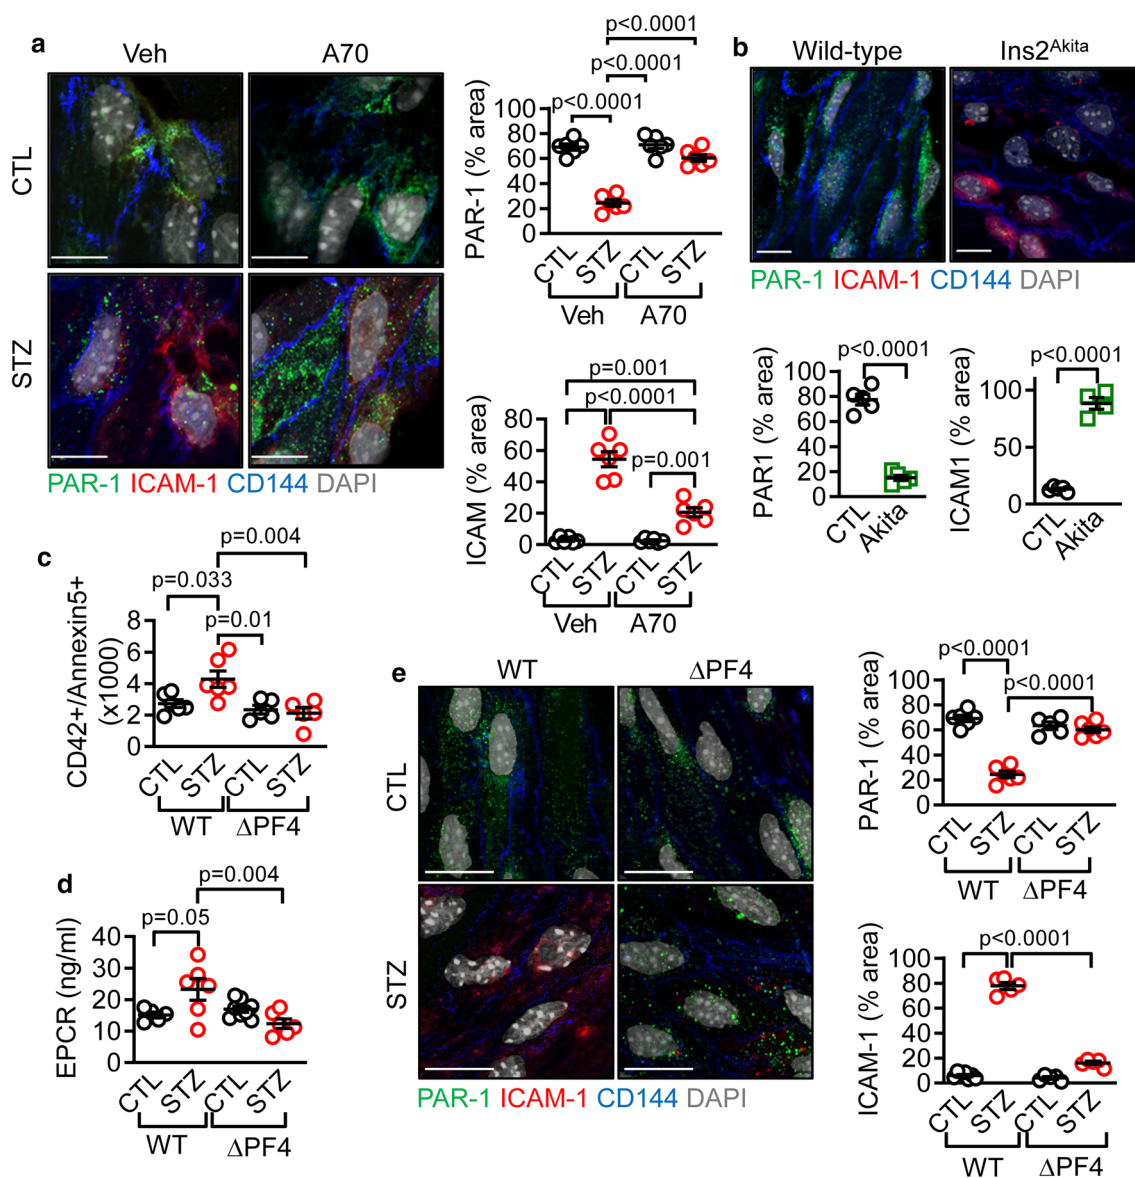 a
Veh A70
CTL
STZ
PAR-1 ICAM-1 CD144 DAPI
p<0.0001
p<0.0001
p<0.0001
PAR-1 (% area)
100
80
60
40
20
0
CTL STZ CTL STZ
Veh A70
p=0.001
p<0.0001
p=0.001
ICAM (% area)
80
60
40
20
0
CTL STZ CTL STZ
Veh A70
b
Wild-type Ins2Akita
PAR-1 ICAM-1 CD144 DAPI
p<0.0001
PAR1 (% area)
100
80
60
40
20
0
CTL Akita
p<0.0001
ICAM1 (% area)
100
50
0
CTL Akita
c
p=0.004
p=0.033
p=0.01
CD42+/Annexin5+
(x1000)
8
6
4
2
0
CTL STZ CTL STZ
WT ΔPF4
d
p=0.004
p=0.05
EPCR (ng/ml)
40
30
20
10
0
CTL STZ CTL STZ
WT ΔPF4
e
WT ΔPF4
CTL
STZ
PAR-1 ICAM-1 CD144 DAPI
p<0.0001
p<0.0001
PAR-1 (% area)
100
80
60
40
20
0
CTL STZ CTL STZ
WT ΔPF4
p<0.0001
ICAM-1 (% area)
100
80
60
40
20
0
CTL STZ CTL STZ
WT ΔPF4